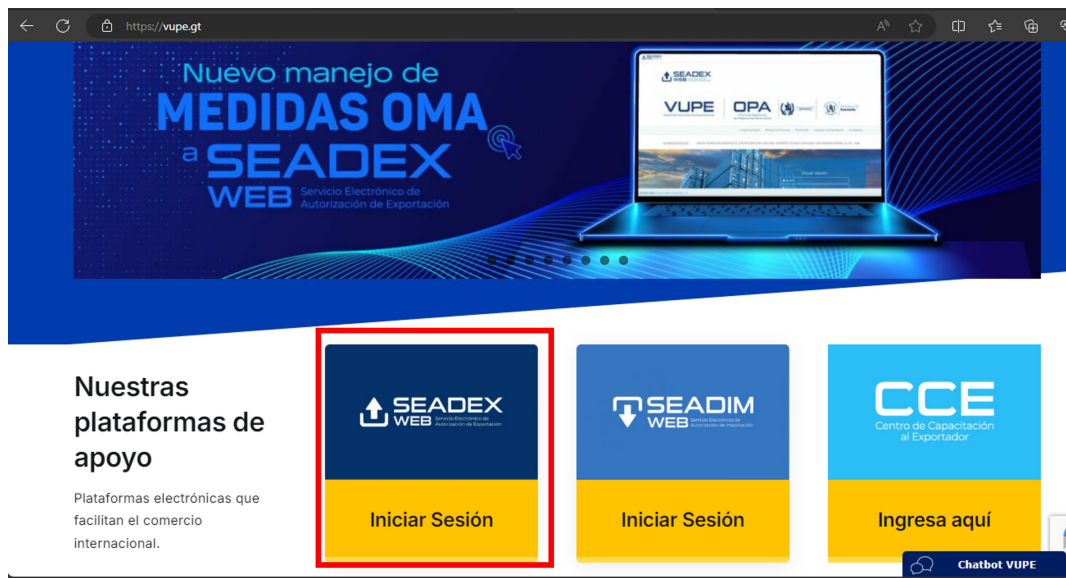 https://vupe.gt
Nuevo manejo de
MEDIDAS OMA
a SEADEX
WEB Servicio Electrónico de
Autorización de Exportación
SEADEX
WEB
VUPE OPA
Nuestras
plataformas de
apoyo
Plataformas electrónicas que
facilitan el comercio
internacional.
SEADEX
WEB Servicio Electrónico de
Autorización de Exportación
Iniciar Sesión
SEADIM
WEB Servicio Electrónico de
Autorización de Importación
Iniciar Sesión
CCE
Centro de Capacitación
al Exportador
Ingresa aquí
Chatbot VUPE